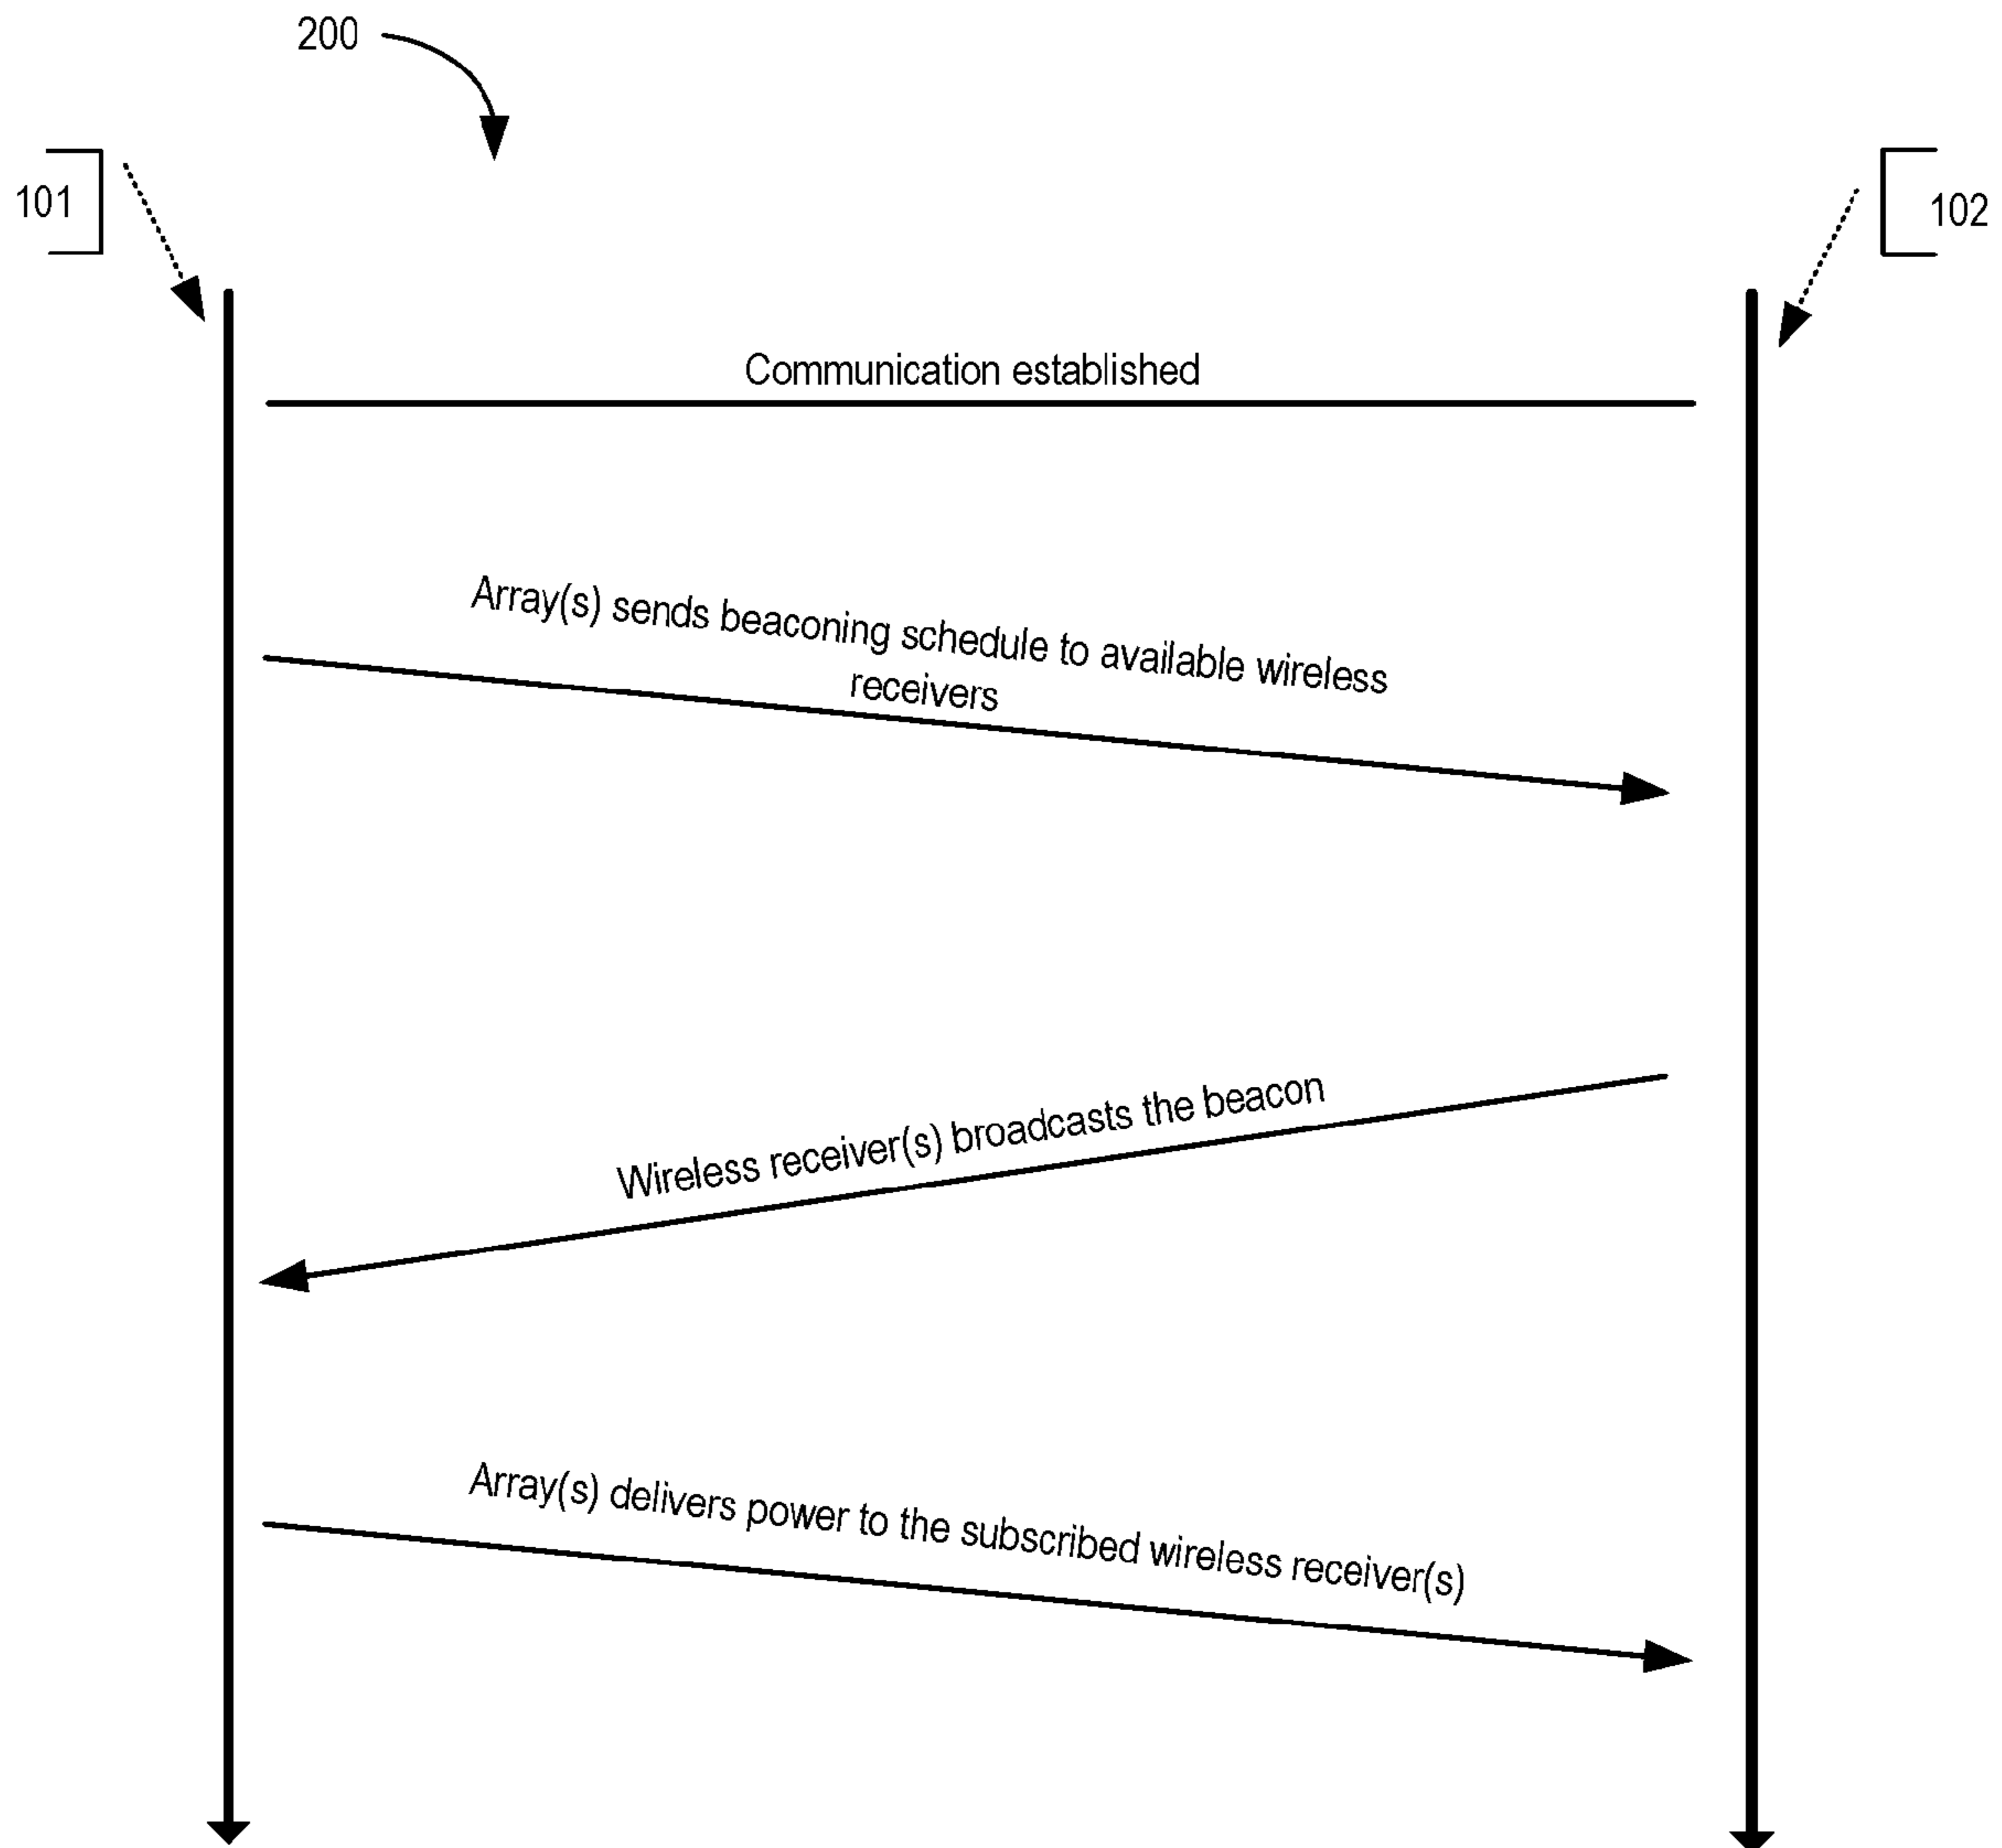 200
101
102
Communication established
Array(s) sends beaconing schedule to available wireless
receivers
Wireless receiver(s) broadcasts the beacon
Array(s) delivers power to the subscribed wireless receiver(s)